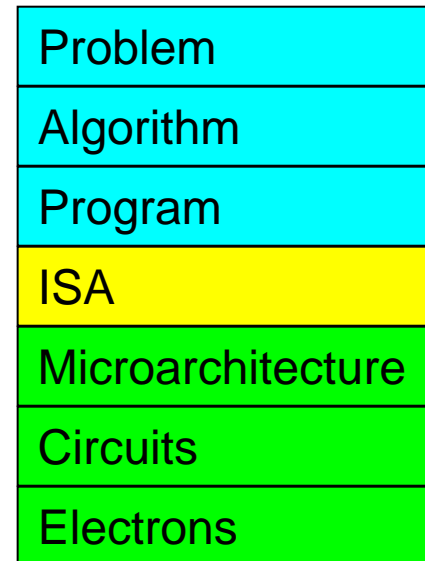 Problem
Algorithm
Program
ISA
Microarchitecture
Circuits
Electrons